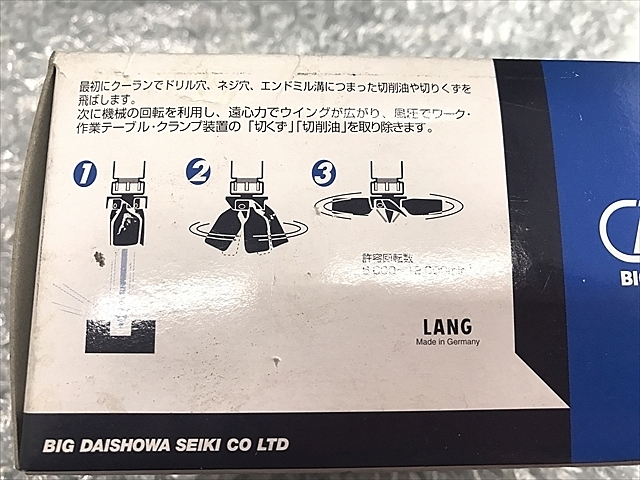 最初にクーランでドリル穴、ネジ穴、エンドミル溝につまった切削油や切りくずを
飛ばします。
次に機械の回転を利用し、遠心力でウイングが広がり、風圧でワーク・
作業テーブル・クランプ装置の「切くず」「切削油」を取り除きます。
1 2 3
許容回転数
LANG
Made in Germany
BIG
BIG DAISHOWA SEIKI CO LTD